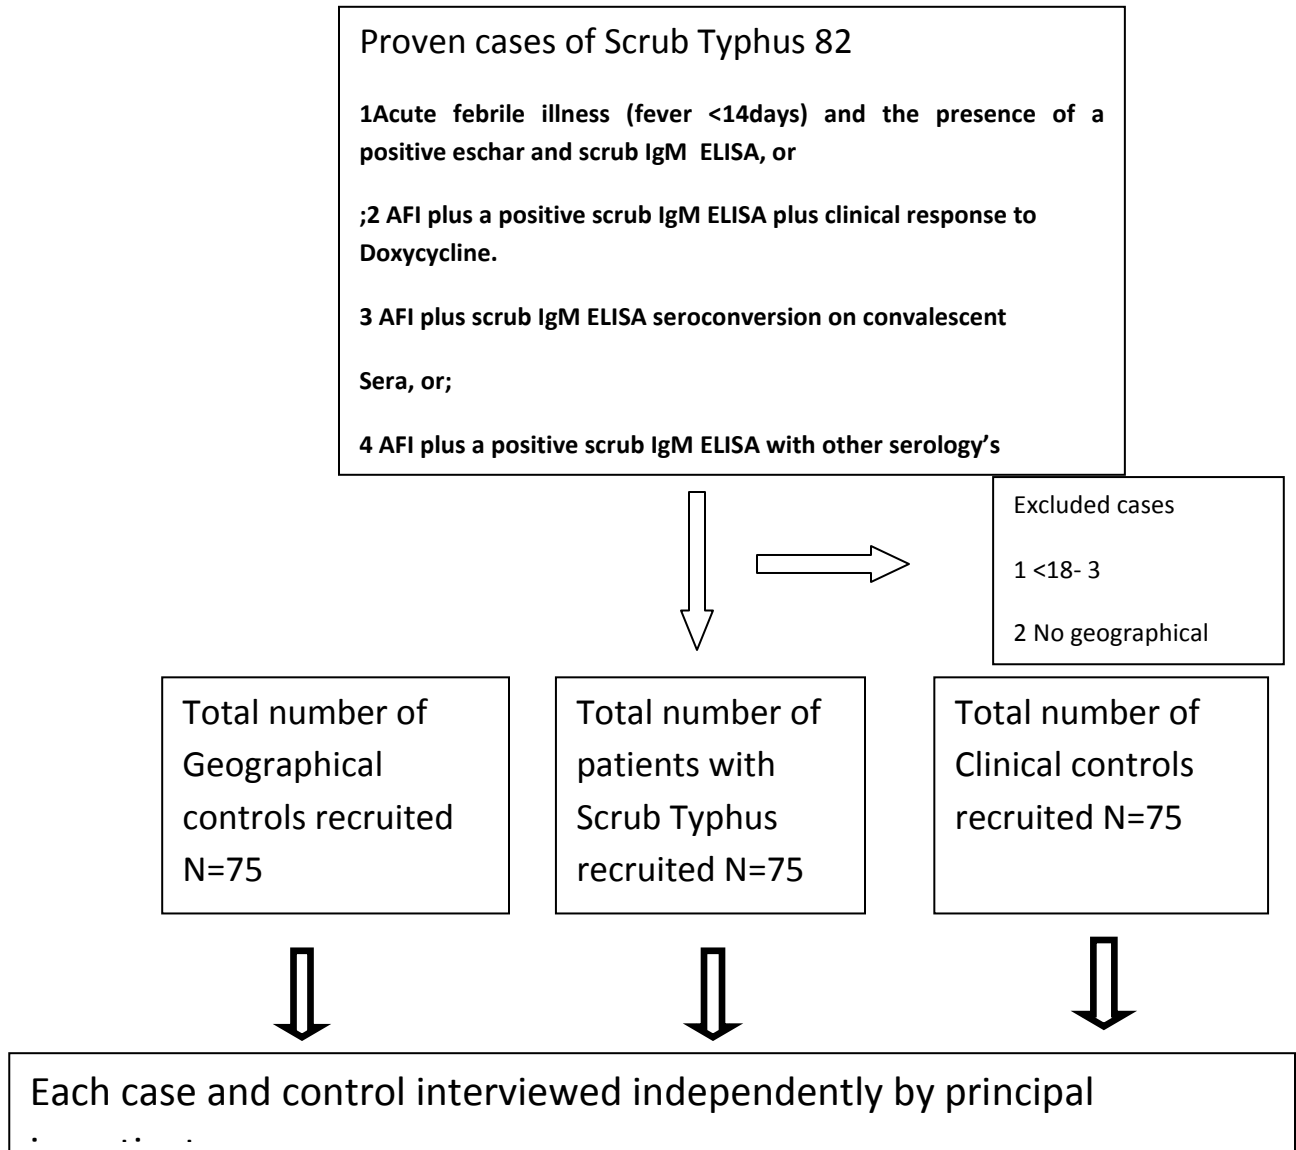 Proven cases of Scrub Typhus 82
1Acute febrile illness (fever <14days) and the presence of a
positive eschar and scrub IgM ELISA, or
;2 AFI plus a positive scrub IgM ELISA plus clinical response to
Doxycycline.
3 AFI plus scrub IgM ELISA seroconversion on convalescent
Sera, or;
4 AFI plus a positive scrub IgM ELISA with other serology’s
Excluded cases
1 <18- 3
2 No geographical
Total number of
Geographical
controls recruited
N=75
Total number of
patients with
Scrub Typhus
recruited N=75
Total number of
Clinical controls
recruited N=75
Each case and control interviewed independently by principal